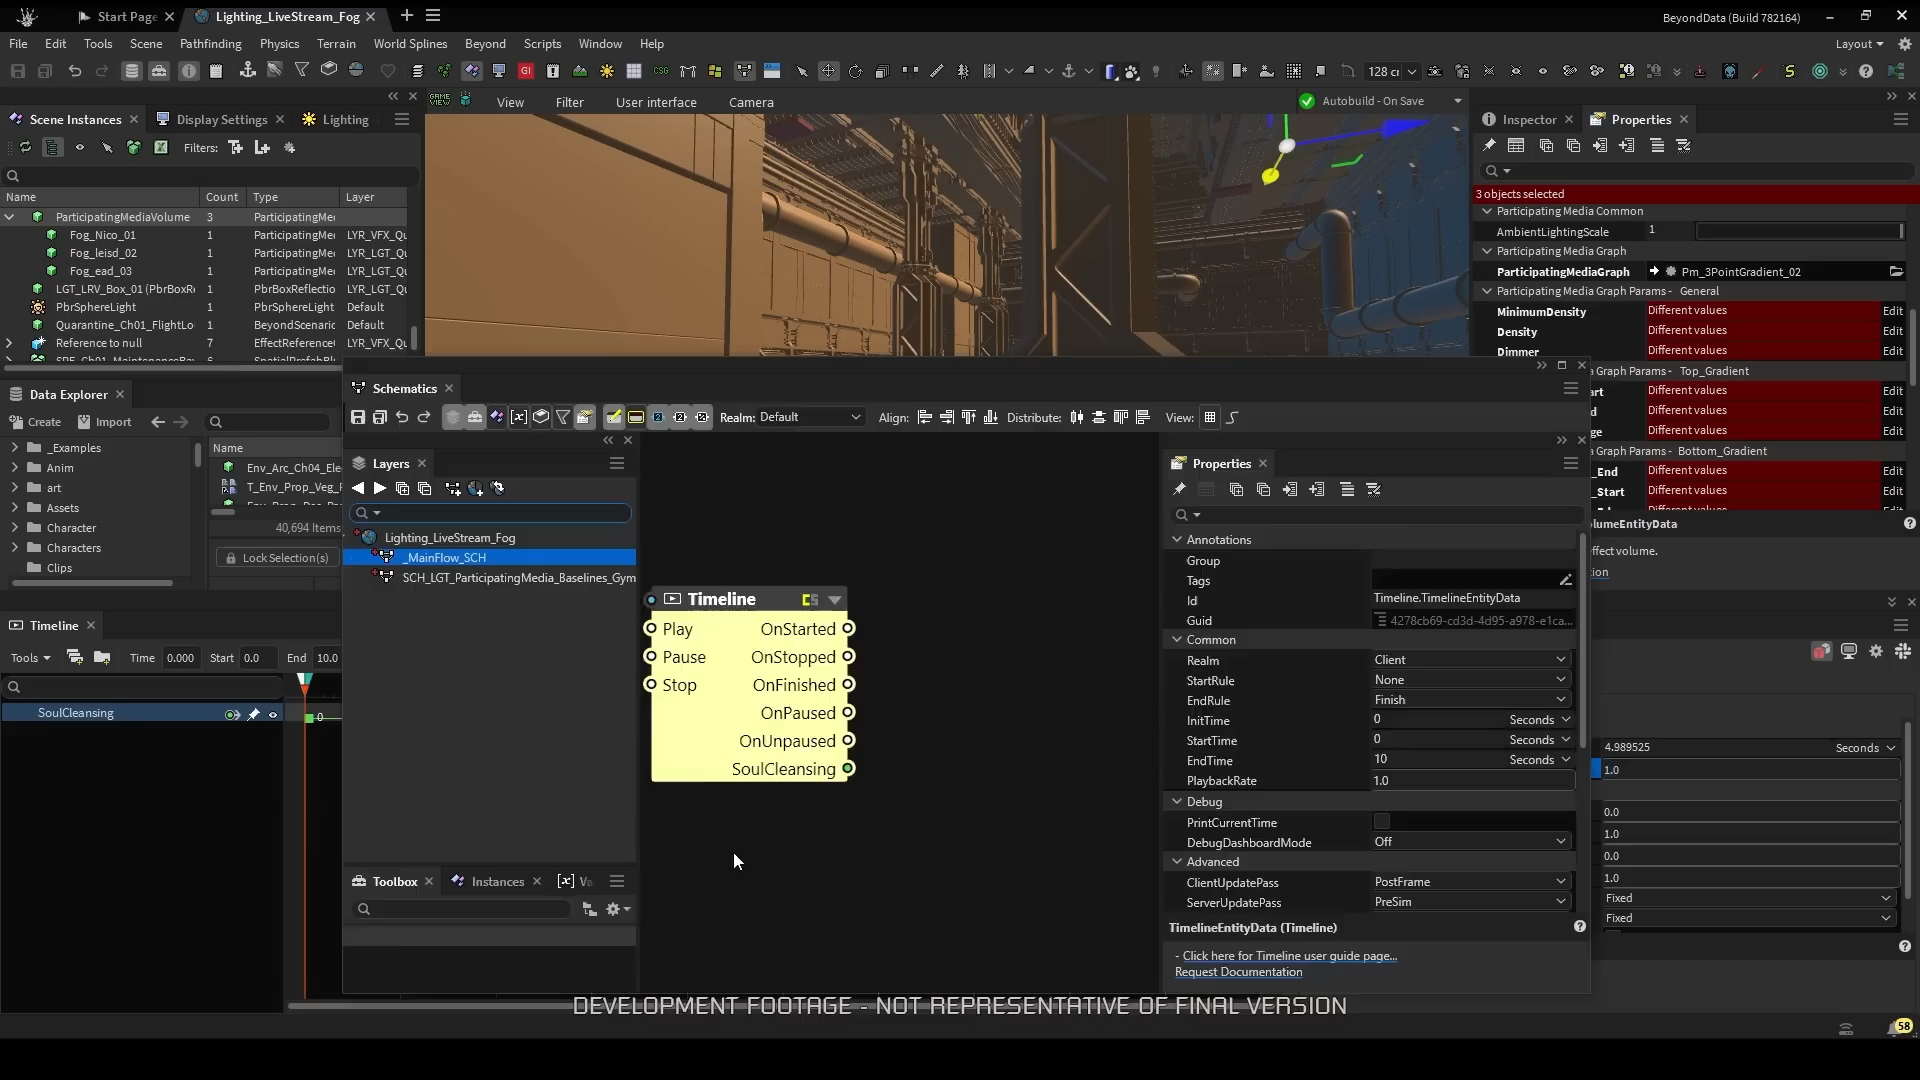 Start Page
Lighting_LiveStream_Fog
BeyondData (Build 782164)
File Edit Tools Scene Pathfinding Physics Terrain World Splines Beyond Scripts Window Help
Layout
GI
CSG
128
S
Scene Instances
Display Settings
Lighting
GAME VIEW
View Filter User interface Camera
Autobuild - On Save
Inspector
Properties
Filters:
3 objects selected
Name Count Type Layer
ParticipatingMediaVolume 3
Fog_Nico_01 1
Fog_leisd_02 1
Fog_ead_03 1
LGT_LRV_Box_01 1 PbrBoxReflectio
PbrSphereLight 1 PbrSphereLight Default
Quarantine_Ch01_FlightLo 1 BeyondScenario Default
Reference to null 7
Participating Media Common
AmbientLightingScale 1
Participating Media Graph
ParticipatingMediaGraph Pm_3PointGradient_02
Participating Media Graph Params - General
MinimumDensity Different values Edit
Density Different values Edit
Dimmer Different values Edit
a Graph Params - Top_Gradient
art Different values Edit
d Different values Edit
ge Different values Edit
a Graph Params - Bottom_Gradient
_End Different values Edit
_Start Different values Edit
olumeEntityData
ffect volume.
ion
Data Explorer
Create Import
Name
_Examples
Anim
art
Assets
Character
Characters
Clips
Env_Arc_Ch04_Ele
T_Env_Prop_Veg_F
40,694 Items
Lock Selection(s)
Schematics
Realm: Default Align: Distribute: View:
Layers
Lighting_LiveStream_Fog
_MainFlow_SCH
SCH_LGT_ParticipatingMedia_Baselines_Gym
Timeline
Play OnStarted
Pause OnStopped
Stop OnFinished
OnPaused
OnUnpaused
SoulCleansing
Toolbox Instances [x] Va
Properties
Annotations
Group
Tags
Id Timeline.TimelineEntityData
Guid 4278cb69-cd3d-4d95-a978-e1ca...
Common
Realm Client
StartRule None
EndRule Finish
InitTime 0 Seconds
StartTime 0 Seconds
EndTime 10 Seconds
PlaybackRate 1.0
Debug
PrintCurrentTime
DebugDashboardMode Off
Advanced
ClientUpdatePass PostFrame
ServerUpdatePass PreSim
TimelineEntityData (Timeline)
- Click here for Timeline user guide page...
Request Documentation
Timeline
Tools Time 0.000 Start 0.0 End 10.0
SoulCleansing
0
4.989525 Seconds
1.0
0.0
1.0
0.0
1.0
Fixed
Fixed
DEVELOPMENT FOOTAGE - NOT REPRESENTATIVE OF FINAL VERSION
58